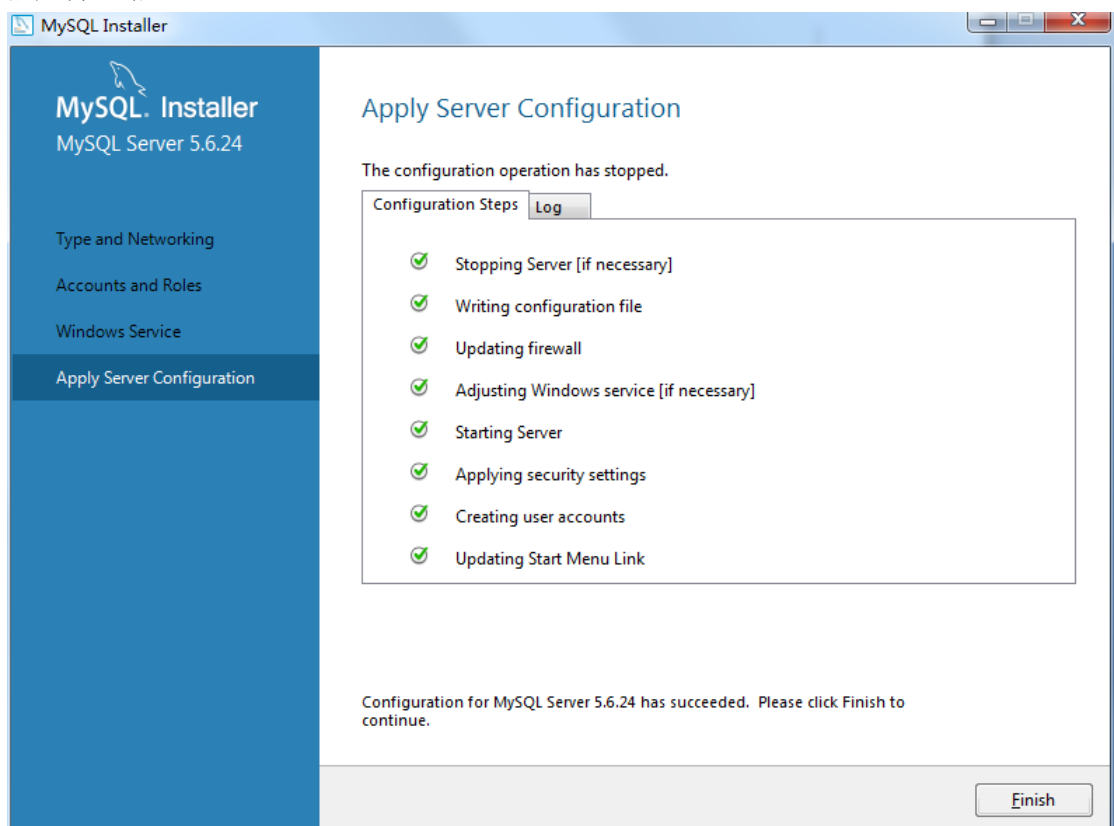 MySQL Installer
MySQL. Installer
MySQL Server 5.6.24
Type and Networking
Accounts and Roles
Windows Service
Apply Server Configuration
Apply Server Configuration
The configuration operation has stopped.
Configuration Steps Log
Stopping Server [if necessary]
Writing configuration file
Updating firewall
Adjusting Windows service [if necessary]
Starting Server
Applying security settings
Creating user accounts
Updating Start Menu Link
Configuration for MySQL Server 5.6.24 has succeeded. Please click Finish to
continue.
Finish